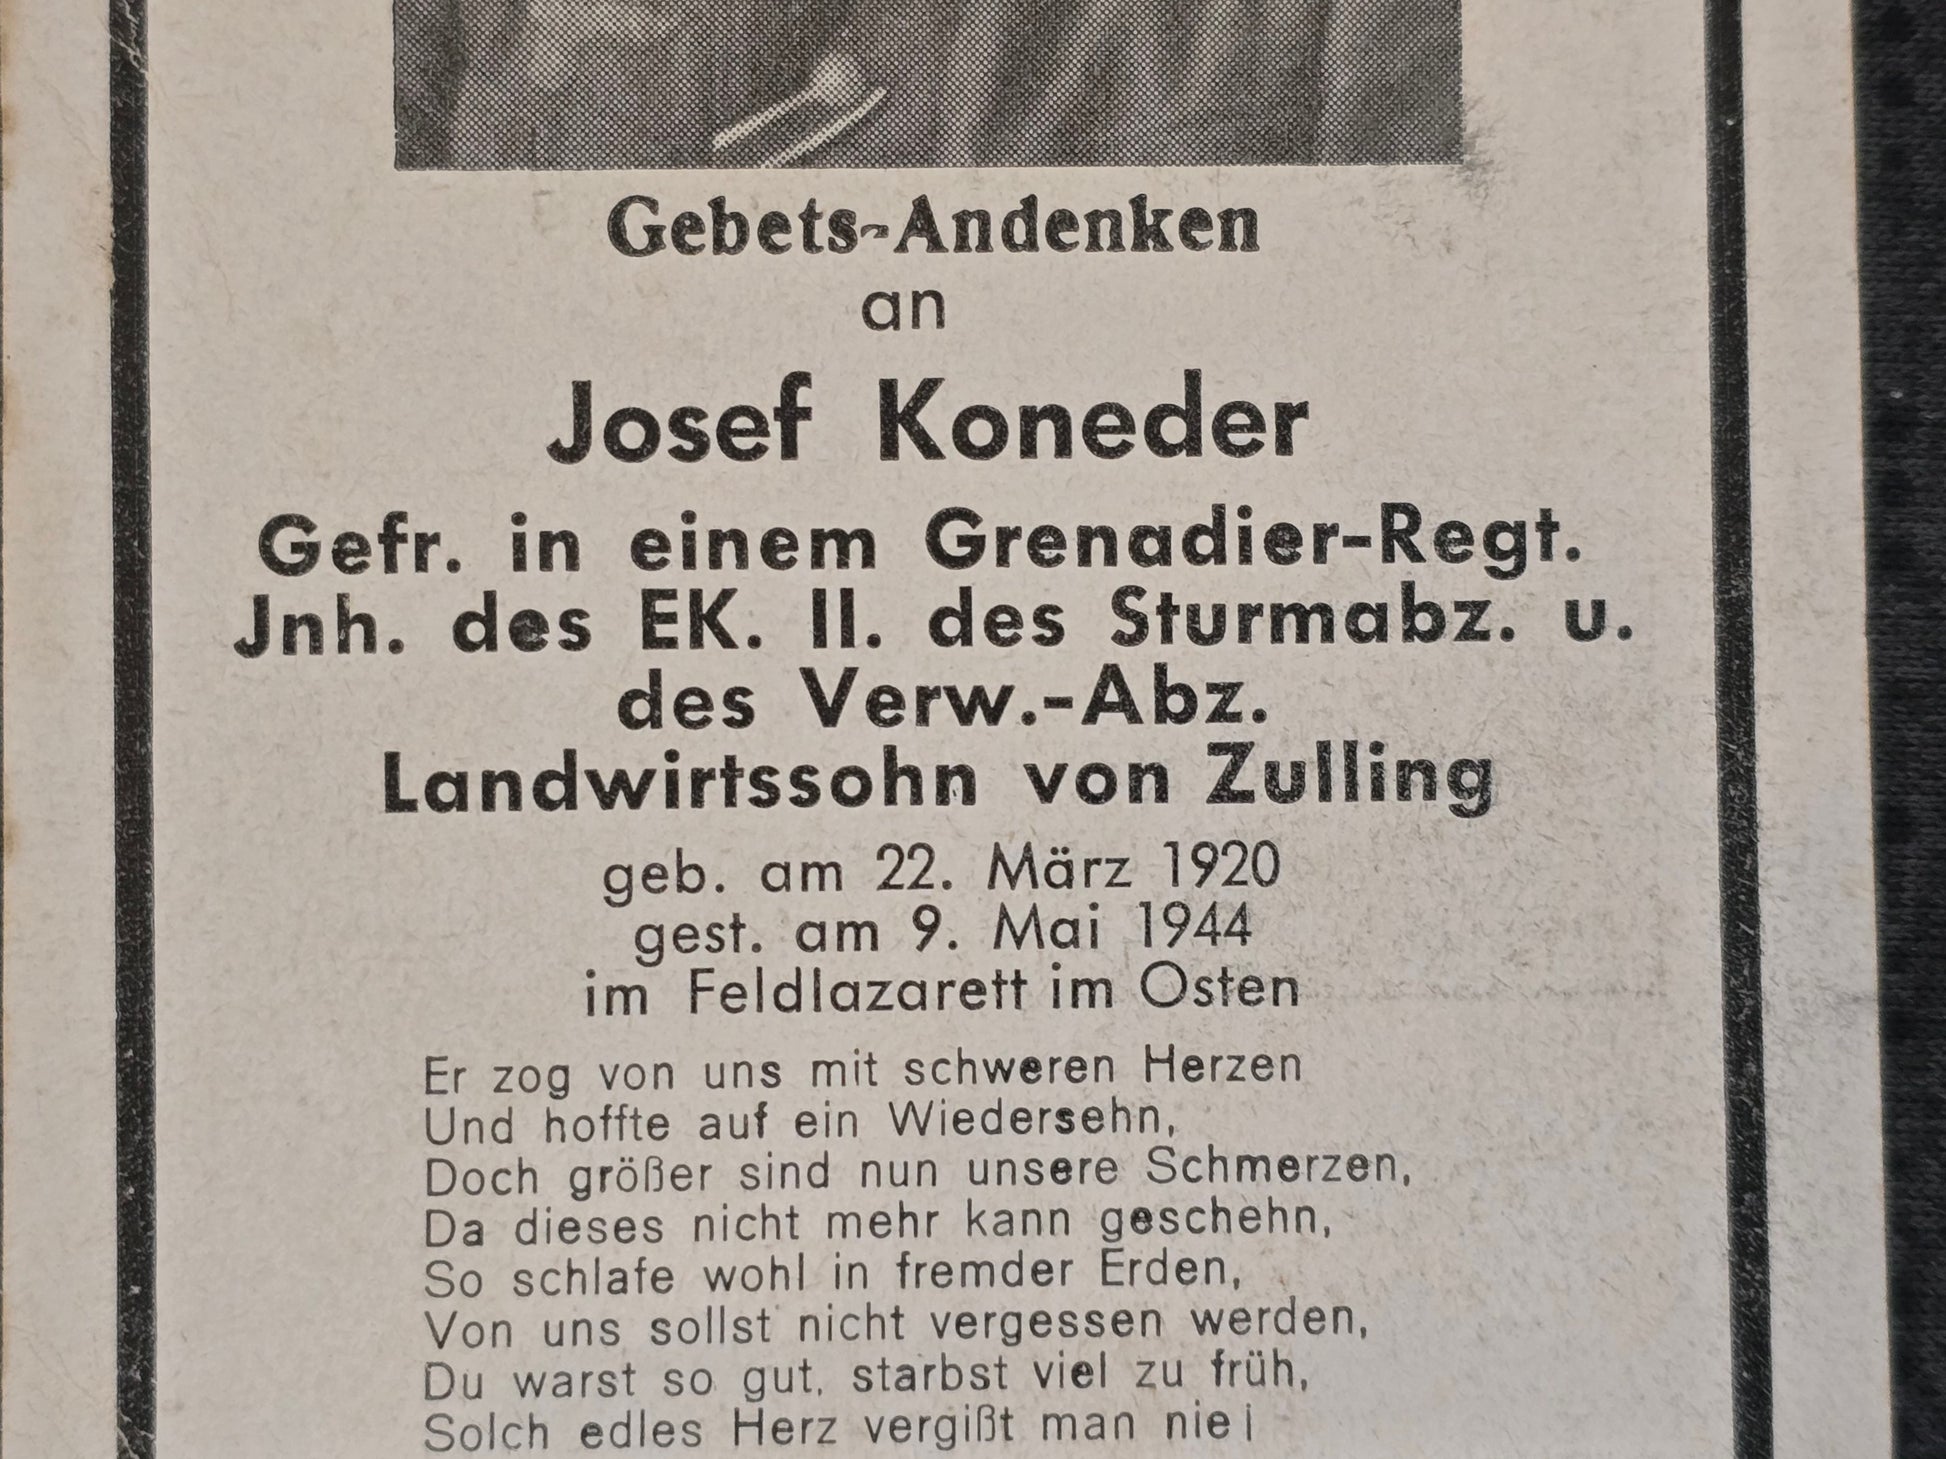 Gebets-Andenken
an
Josef Koneder
Gefr. in einem Grenadier-Regt.
Jnh. des EK. II. des Sturmabz. u.
des Verw.-Abz.
Landwirtssohn von Zulling
geb. am 22. März 1920
gest. am 9. Mai 1944
im Feldlazarett im Osten
Er zog von uns mit schweren Herzen
Und hoffte auf ein Wiedersehn,
Doch größer sind nun unsere Schmerzen,
Da dieses nicht mehr kann geschehn,
So schlafe wohl in fremder Erden,
Von uns sollst nicht vergessen werden,
Du warst so gut, starbst viel zu früh,
Solch edles Herz vergißt man nie!